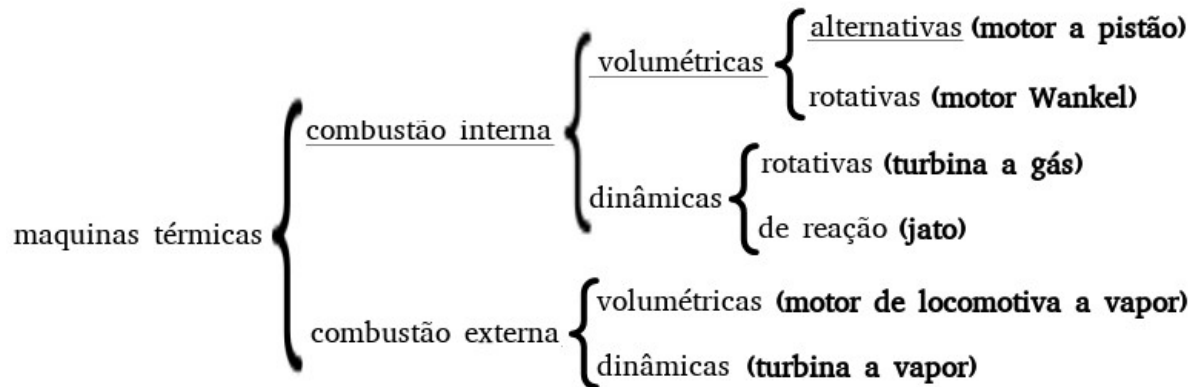 alternativas (motor a pistão)
volumétricas
rotativas (motor Wankel)
combustão interna
rotativas (turbina a gás)
dinâmicas
de reação (jato)
maquinas térmicas
volumétricas (motor de locomotiva a vapor)
combustão externa
dinâmicas (turbina a vapor)